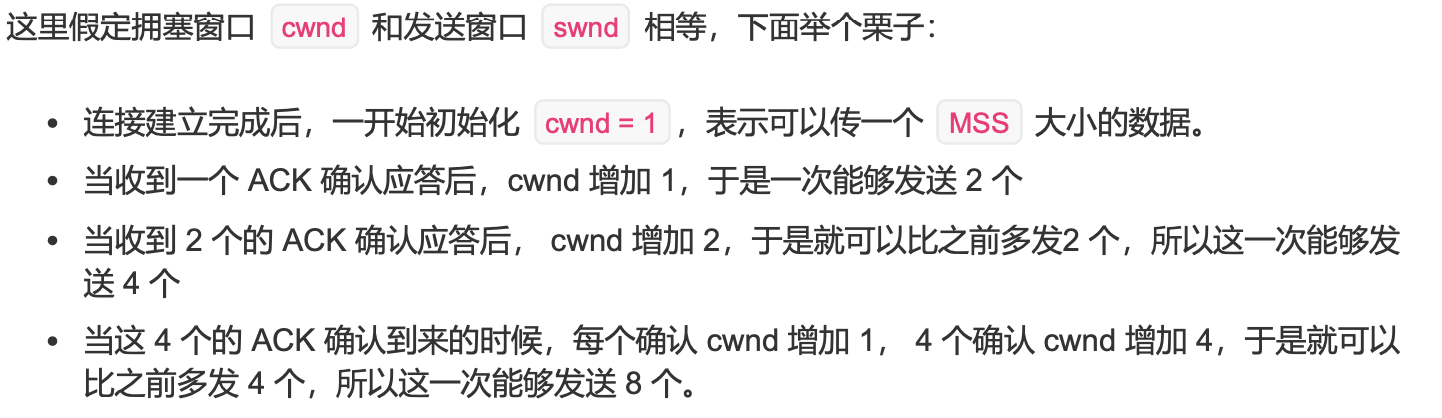 这里假定拥塞窗口 cwnd 和发送窗口 swnd 相等，下面举个栗子：
• 连接建立完成后，一开始初始化 cwnd = 1 ，表示可以传一个 MSS 大小的数据。
• 当收到一个 ACK 确认应答后，cwnd 增加 1，于是一次能够发送 2 个
• 当收到 2 个的 ACK 确认应答后， cwnd 增加 2，于是就可以比之前多发2 个，所以这一次能够发
送 4 个
• 当这 4 个的 ACK 确认到来的时候，每个确认 cwnd 增加 1， 4 个确认 cwnd 增加 4，于是就可以
比之前多发 4 个，所以这一次能够发送 8 个。